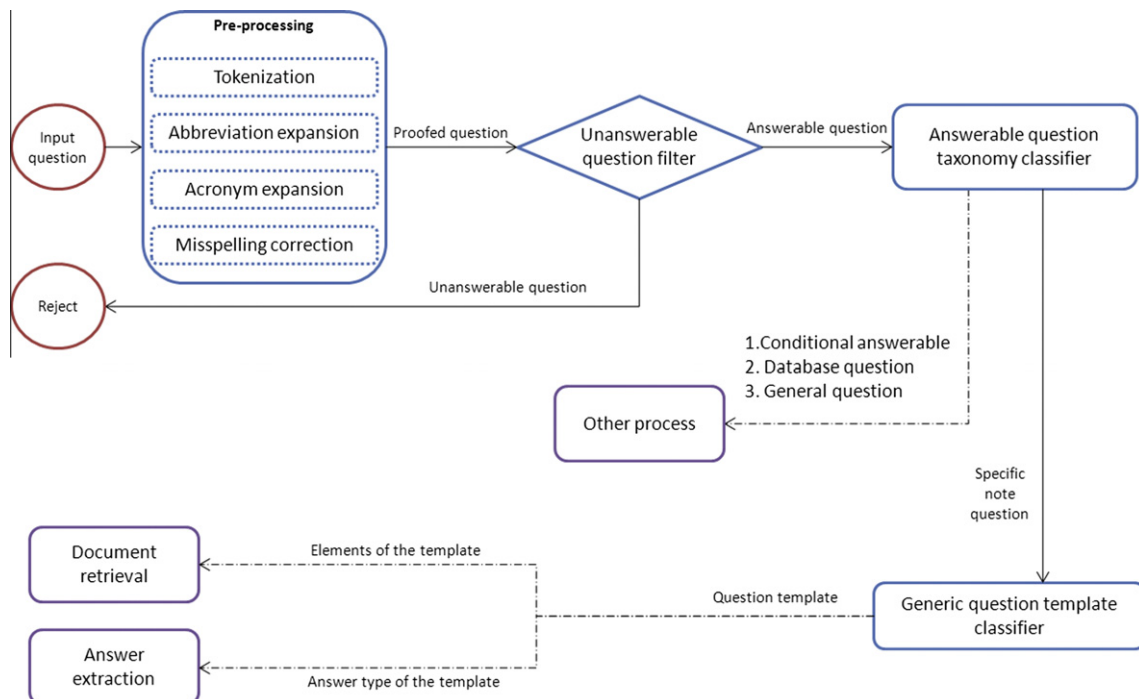 Pre-processing
Tokenization
Abbreviation expansion
Acronym expansion
Misspelling correction
Input
question
Proofed question
Unanswerable
question filter
Answerable question
Answerable question
taxonomy classifier
Unanswerable question
Reject
1.Conditional answerable
2. Database question
3. General question
Other process
Specific
note
question
Document
retrieval
Elements of the template
Question template
Generic question template
classifier
Answer
extraction
Answer type of the template